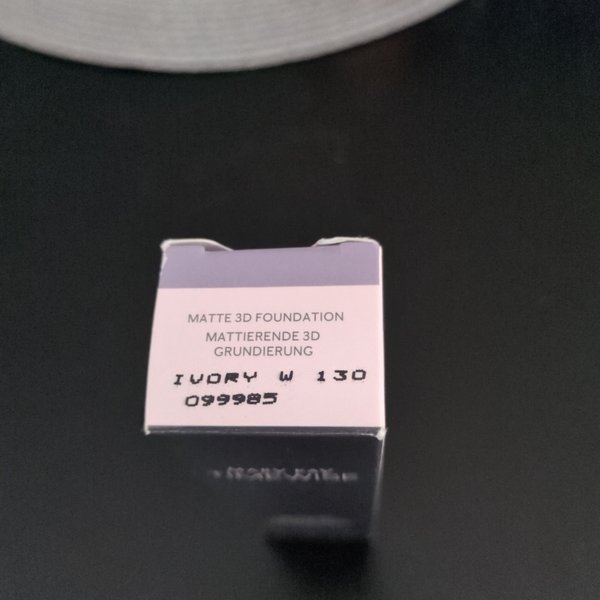 MATTE 3D FOUNDATION
MATTIERENDE 3D
GRUNDIERUNG
IVORY W 130
099985